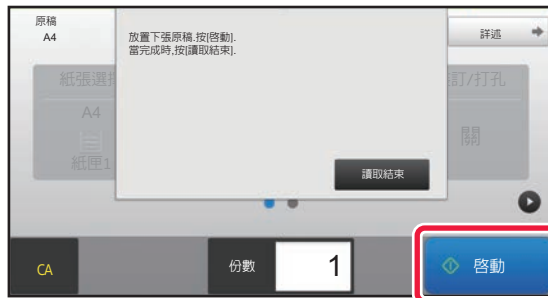 原稿
A4
放置下張原稿.按[啓動].
當完成時,按[讀取結束].
詳述
紙張選擇
A4
紙匣1
訂/打孔
關
讀取結束
CA
份數
1
啓動